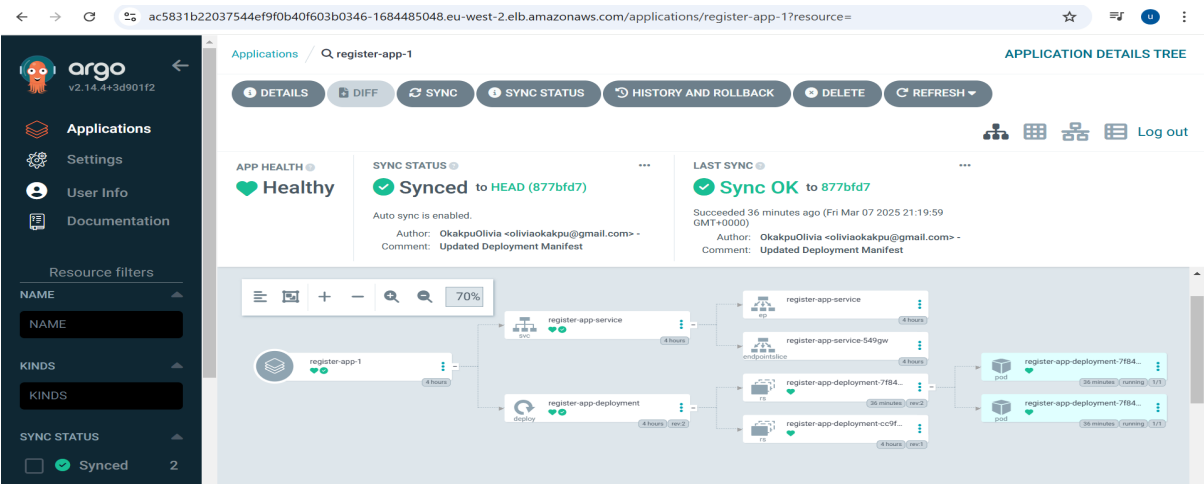 ac5831b22037544ef9f0b40f603b0346-1684485048.eu-west-2.elb.amazonaws.com/applications/register-app-1?resource=
u
argo
v2.14.4+3d901f2
Applications
Settings
User Info
Documentation
Resource filters
NAME
NAME
KINDS
KINDS
SYNC STATUS
Synced 2
Applications / register-app-1
APPLICATION DETAILS TREE
DETAILS DIFF SYNC SYNC STATUS HISTORY AND ROLLBACK DELETE REFRESH
Log out
APP HEALTH
Healthy
SYNC STATUS
Synced to HEAD (877bfd7)
Auto sync is enabled.
Author: OkakpuOlivia <oliviaokakpu@gmail.com> -
Comment: Updated Deployment Manifest
LAST SYNC
Sync OK to 877bfd7
Succeeded 36 minutes ago (Fri Mar 07 2025 21:19:59
GMT+0000)
Author: OkakpuOlivia <oliviaokakpu@gmail.com> -
Comment: Updated Deployment Manifest
70%
register-app-1
4 hours
register-app-service
svc
4 hours
register-app-deployment
deploy
4 hours rev:2
register-app-service
ep
4 hours
register-app-service-549gw
endpointslice
4 hours
register-app-deployment-7f84...
rs
36 minutes rev:2
register-app-deployment-cc9f...
rs
4 hours rev:1
register-app-deployment-7f84...
pod
36 minutes running 1/1
register-app-deployment-7f84...
pod
36 minutes running 1/1